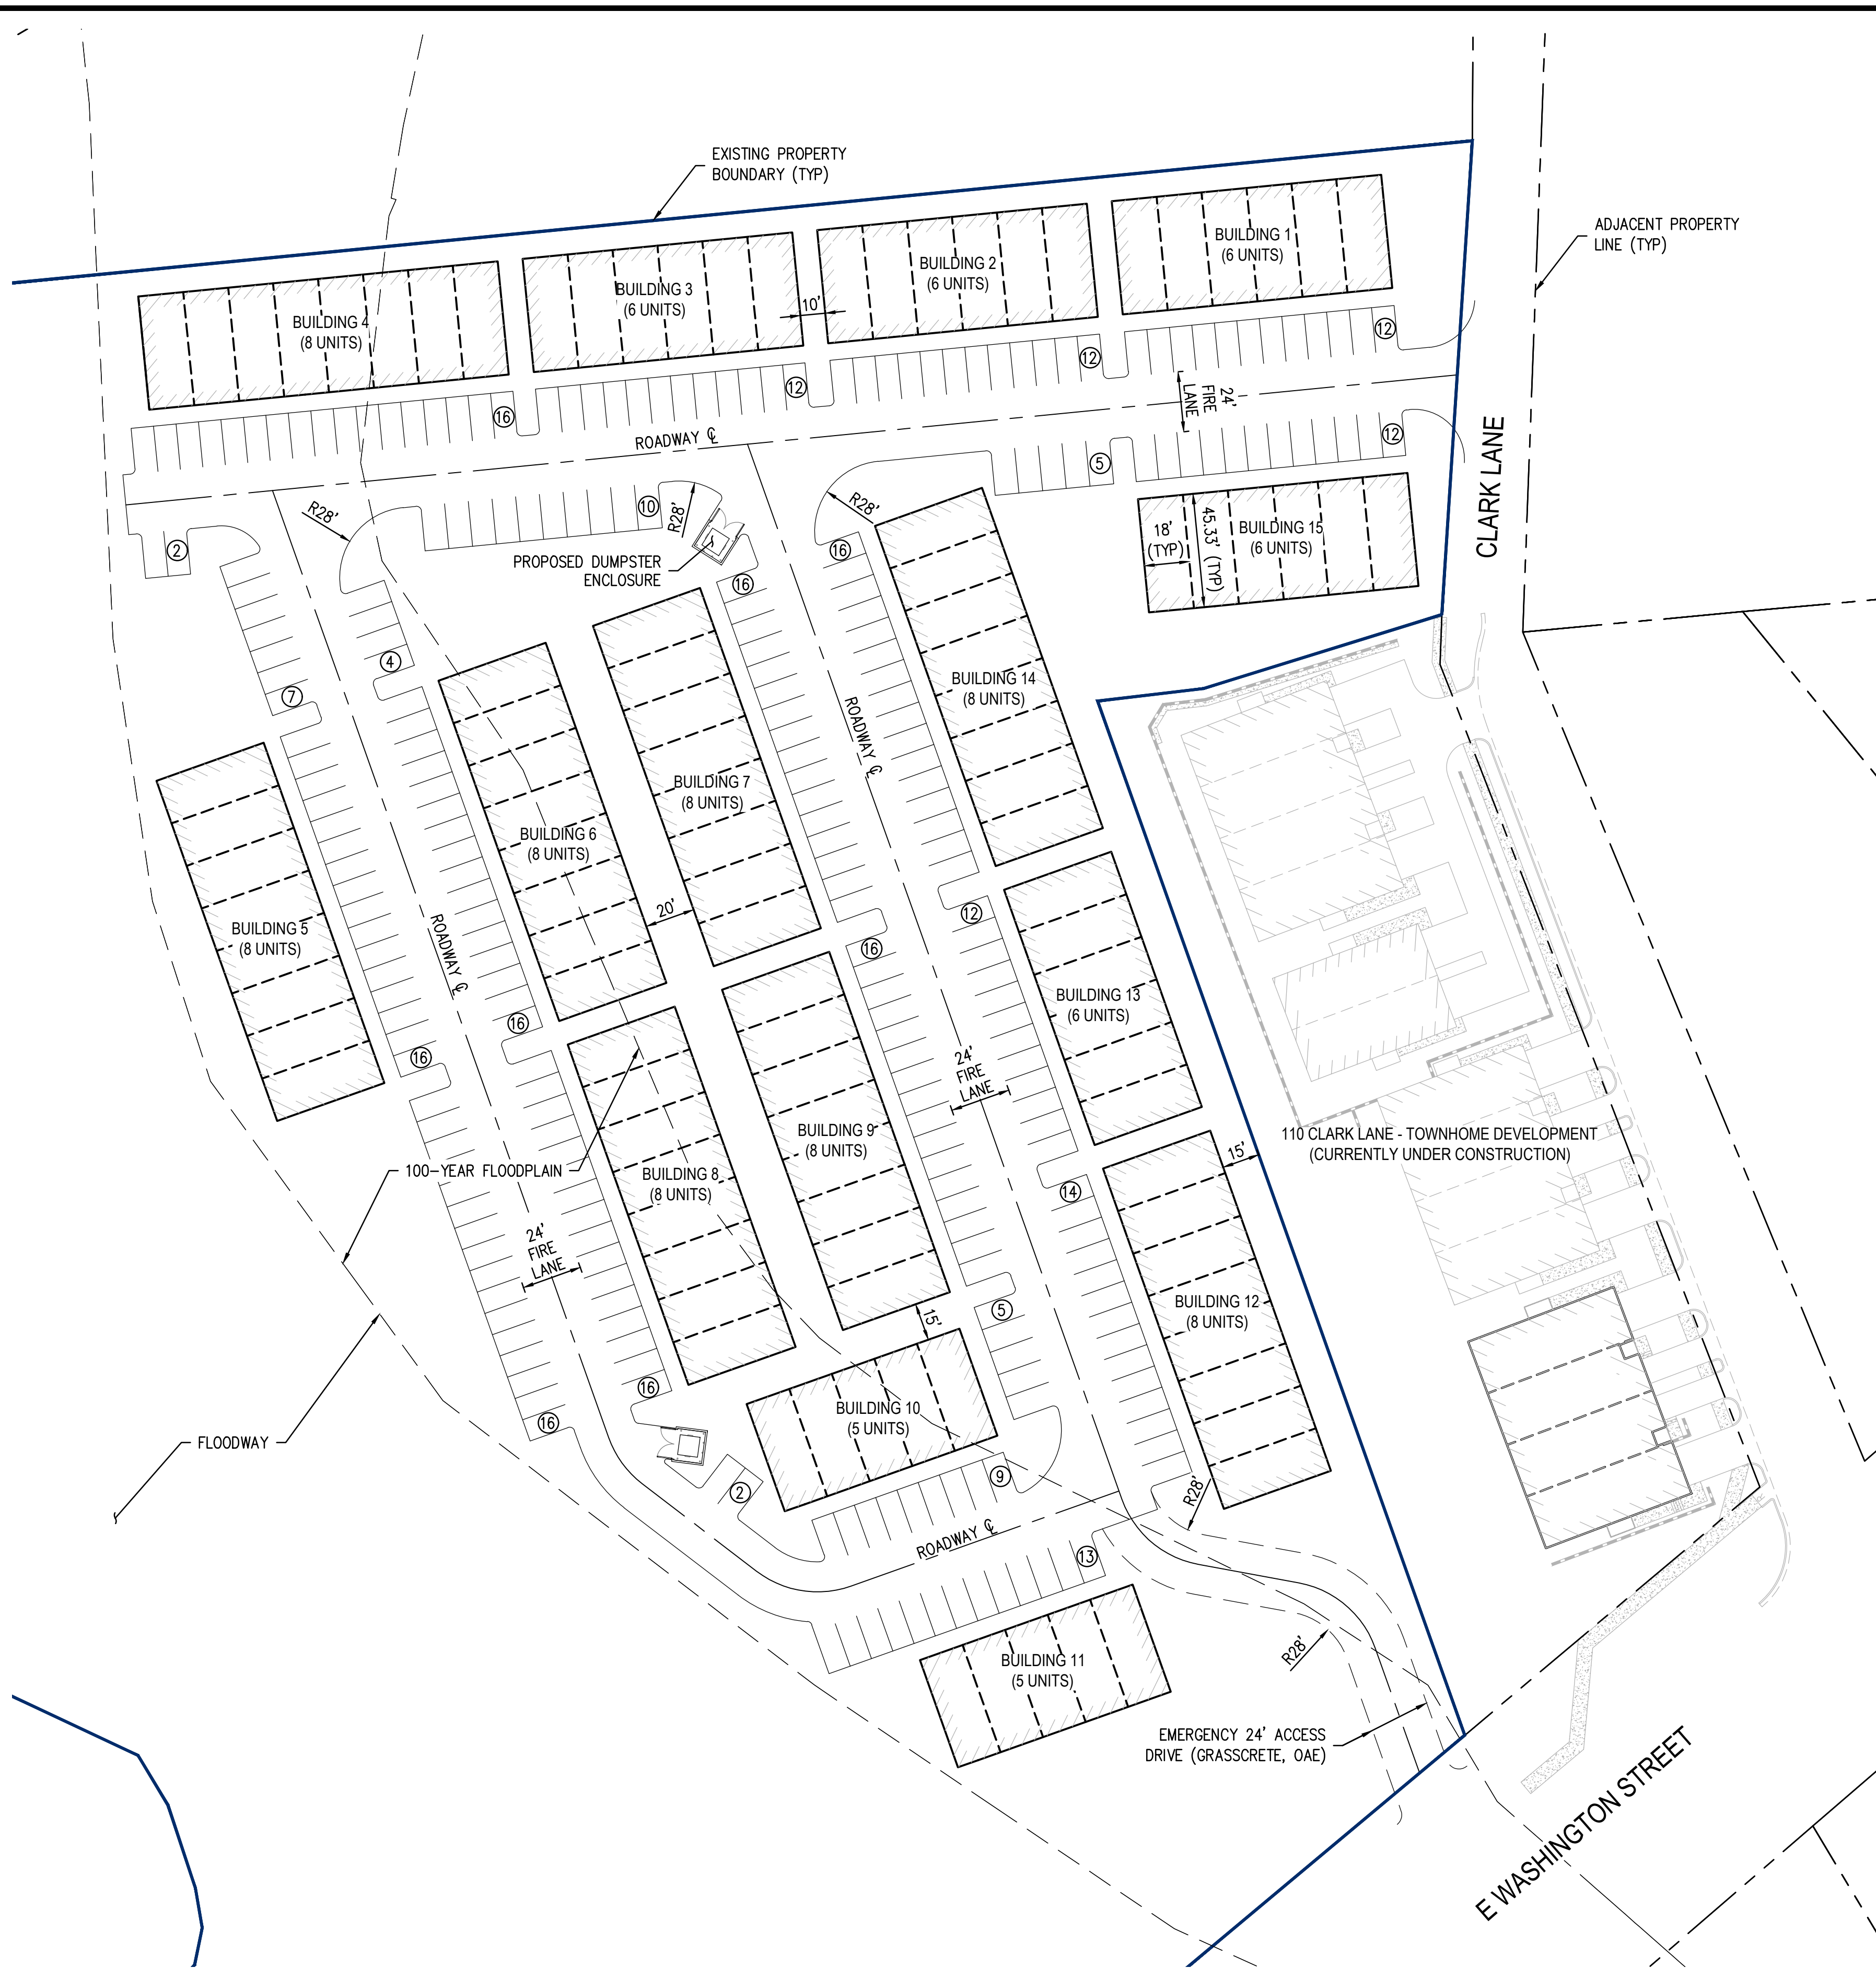 EXISTING PROPERTY
BOUNDARY (TYP)
ADJACENT PROPERTY
LINE (TYP)
BUILDING 1
(6 UNITS)
BUILDING 2
(6 UNITS)
BUILDING 3
(6 UNITS)
BUILDING 4
(8 UNITS)
10'
12
12
12
16
24'
FIRE
LANE
ROADWAY ℄
12
5
CLARK LANE
R28'
10
R28'
R28'
2
PROPOSED DUMPSTER
ENCLOSURE
16
16
18'
(TYP)
45.33' (TYP)
BUILDING 15
(6 UNITS)
4
7
BUILDING 14
(8 UNITS)
ROADWAY ℄
BUILDING 7
(8 UNITS)
BUILDING 6
(8 UNITS)
BUILDING 5
(8 UNITS)
20'
ROADWAY ℄
12
16
BUILDING 13
(6 UNITS)
16
16
24'
FIRE
LANE
BUILDING 9
(8 UNITS)
110 CLARK LANE - TOWNHOME DEVELOPMENT
(CURRENTLY UNDER CONSTRUCTION)
15'
100-YEAR FLOODPLAIN
BUILDING 8
(8 UNITS)
14
24'
FIRE
LANE
BUILDING 12
(8 UNITS)
5
15'
16
16
BUILDING 10
(5 UNITS)
FLOODWAY
9
2
R28'
ROADWAY ℄
13
R28'
BUILDING 11
(5 UNITS)
EMERGENCY 24' ACCESS
DRIVE (GRASSCRETE, OAE)
E WASHINGTON STREET